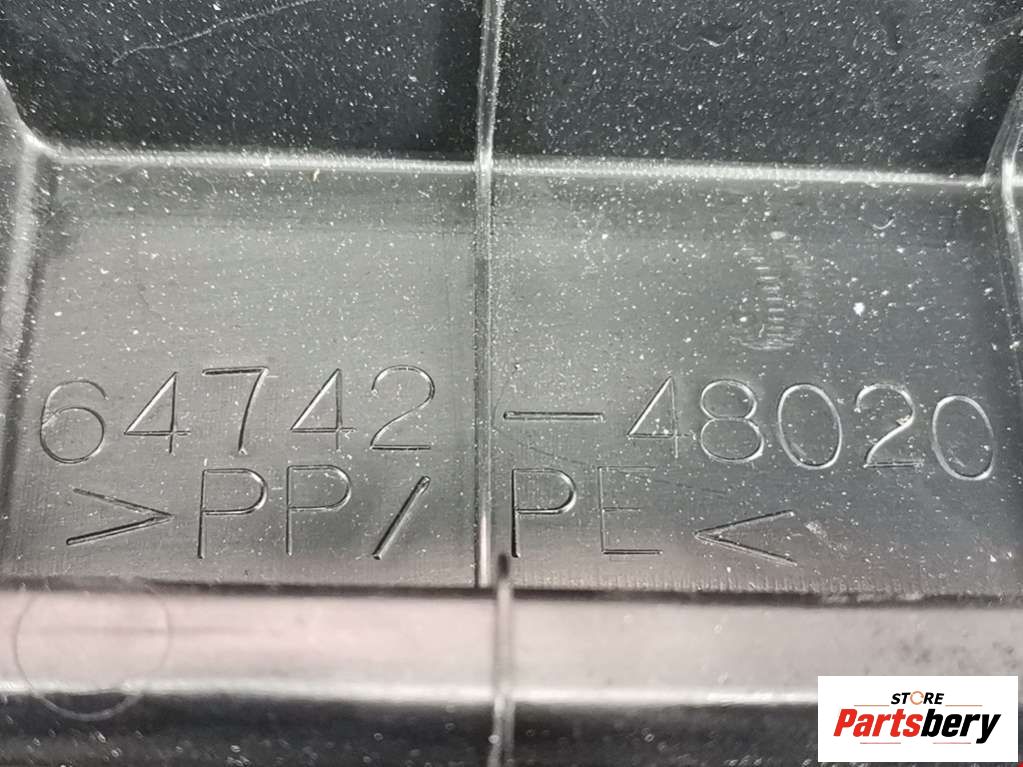 64742-48020
>PP/PE<
STORE
Partsbery